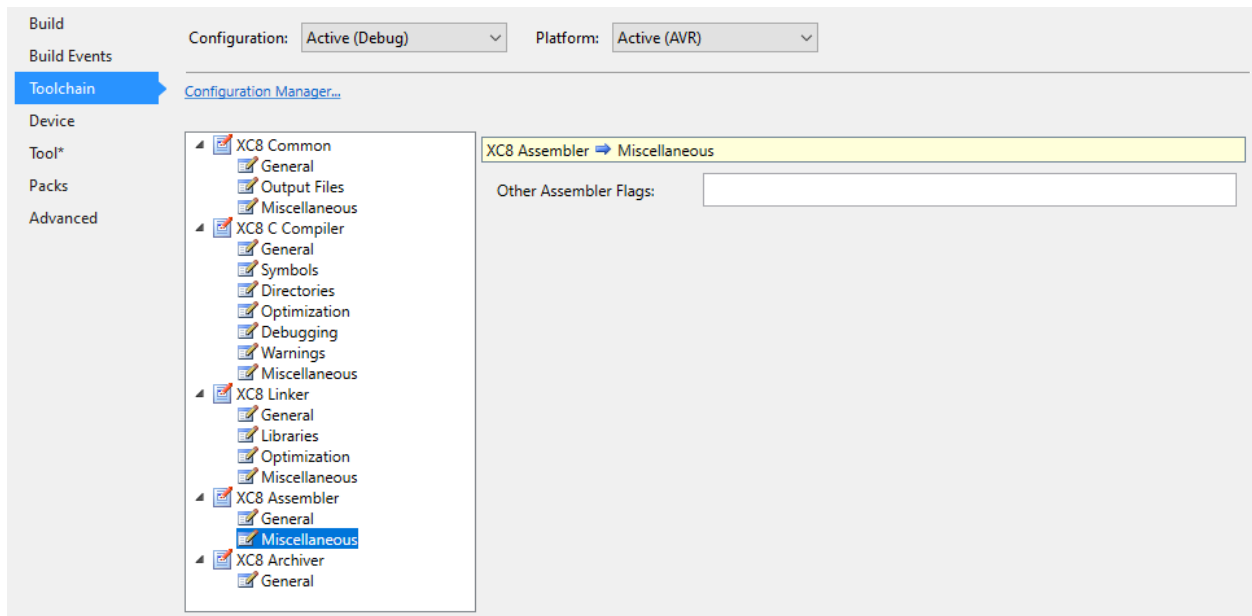 Build
Build Events
Toolchain
Device
Tool*
Packs
Advanced
Configuration: Active (Debug) Platform: Active (AVR)
Configuration Manager...
XC8 Common
General
Output Files
Miscellaneous
XC8 C Compiler
General
Symbols
Directories
Optimization
Debugging
Warnings
Miscellaneous
XC8 Linker
General
Libraries
Optimization
Miscellaneous
XC8 Assembler
General
Miscellaneous
XC8 Archiver
General
XC8 Assembler ➡ Miscellaneous
Other Assembler Flags: